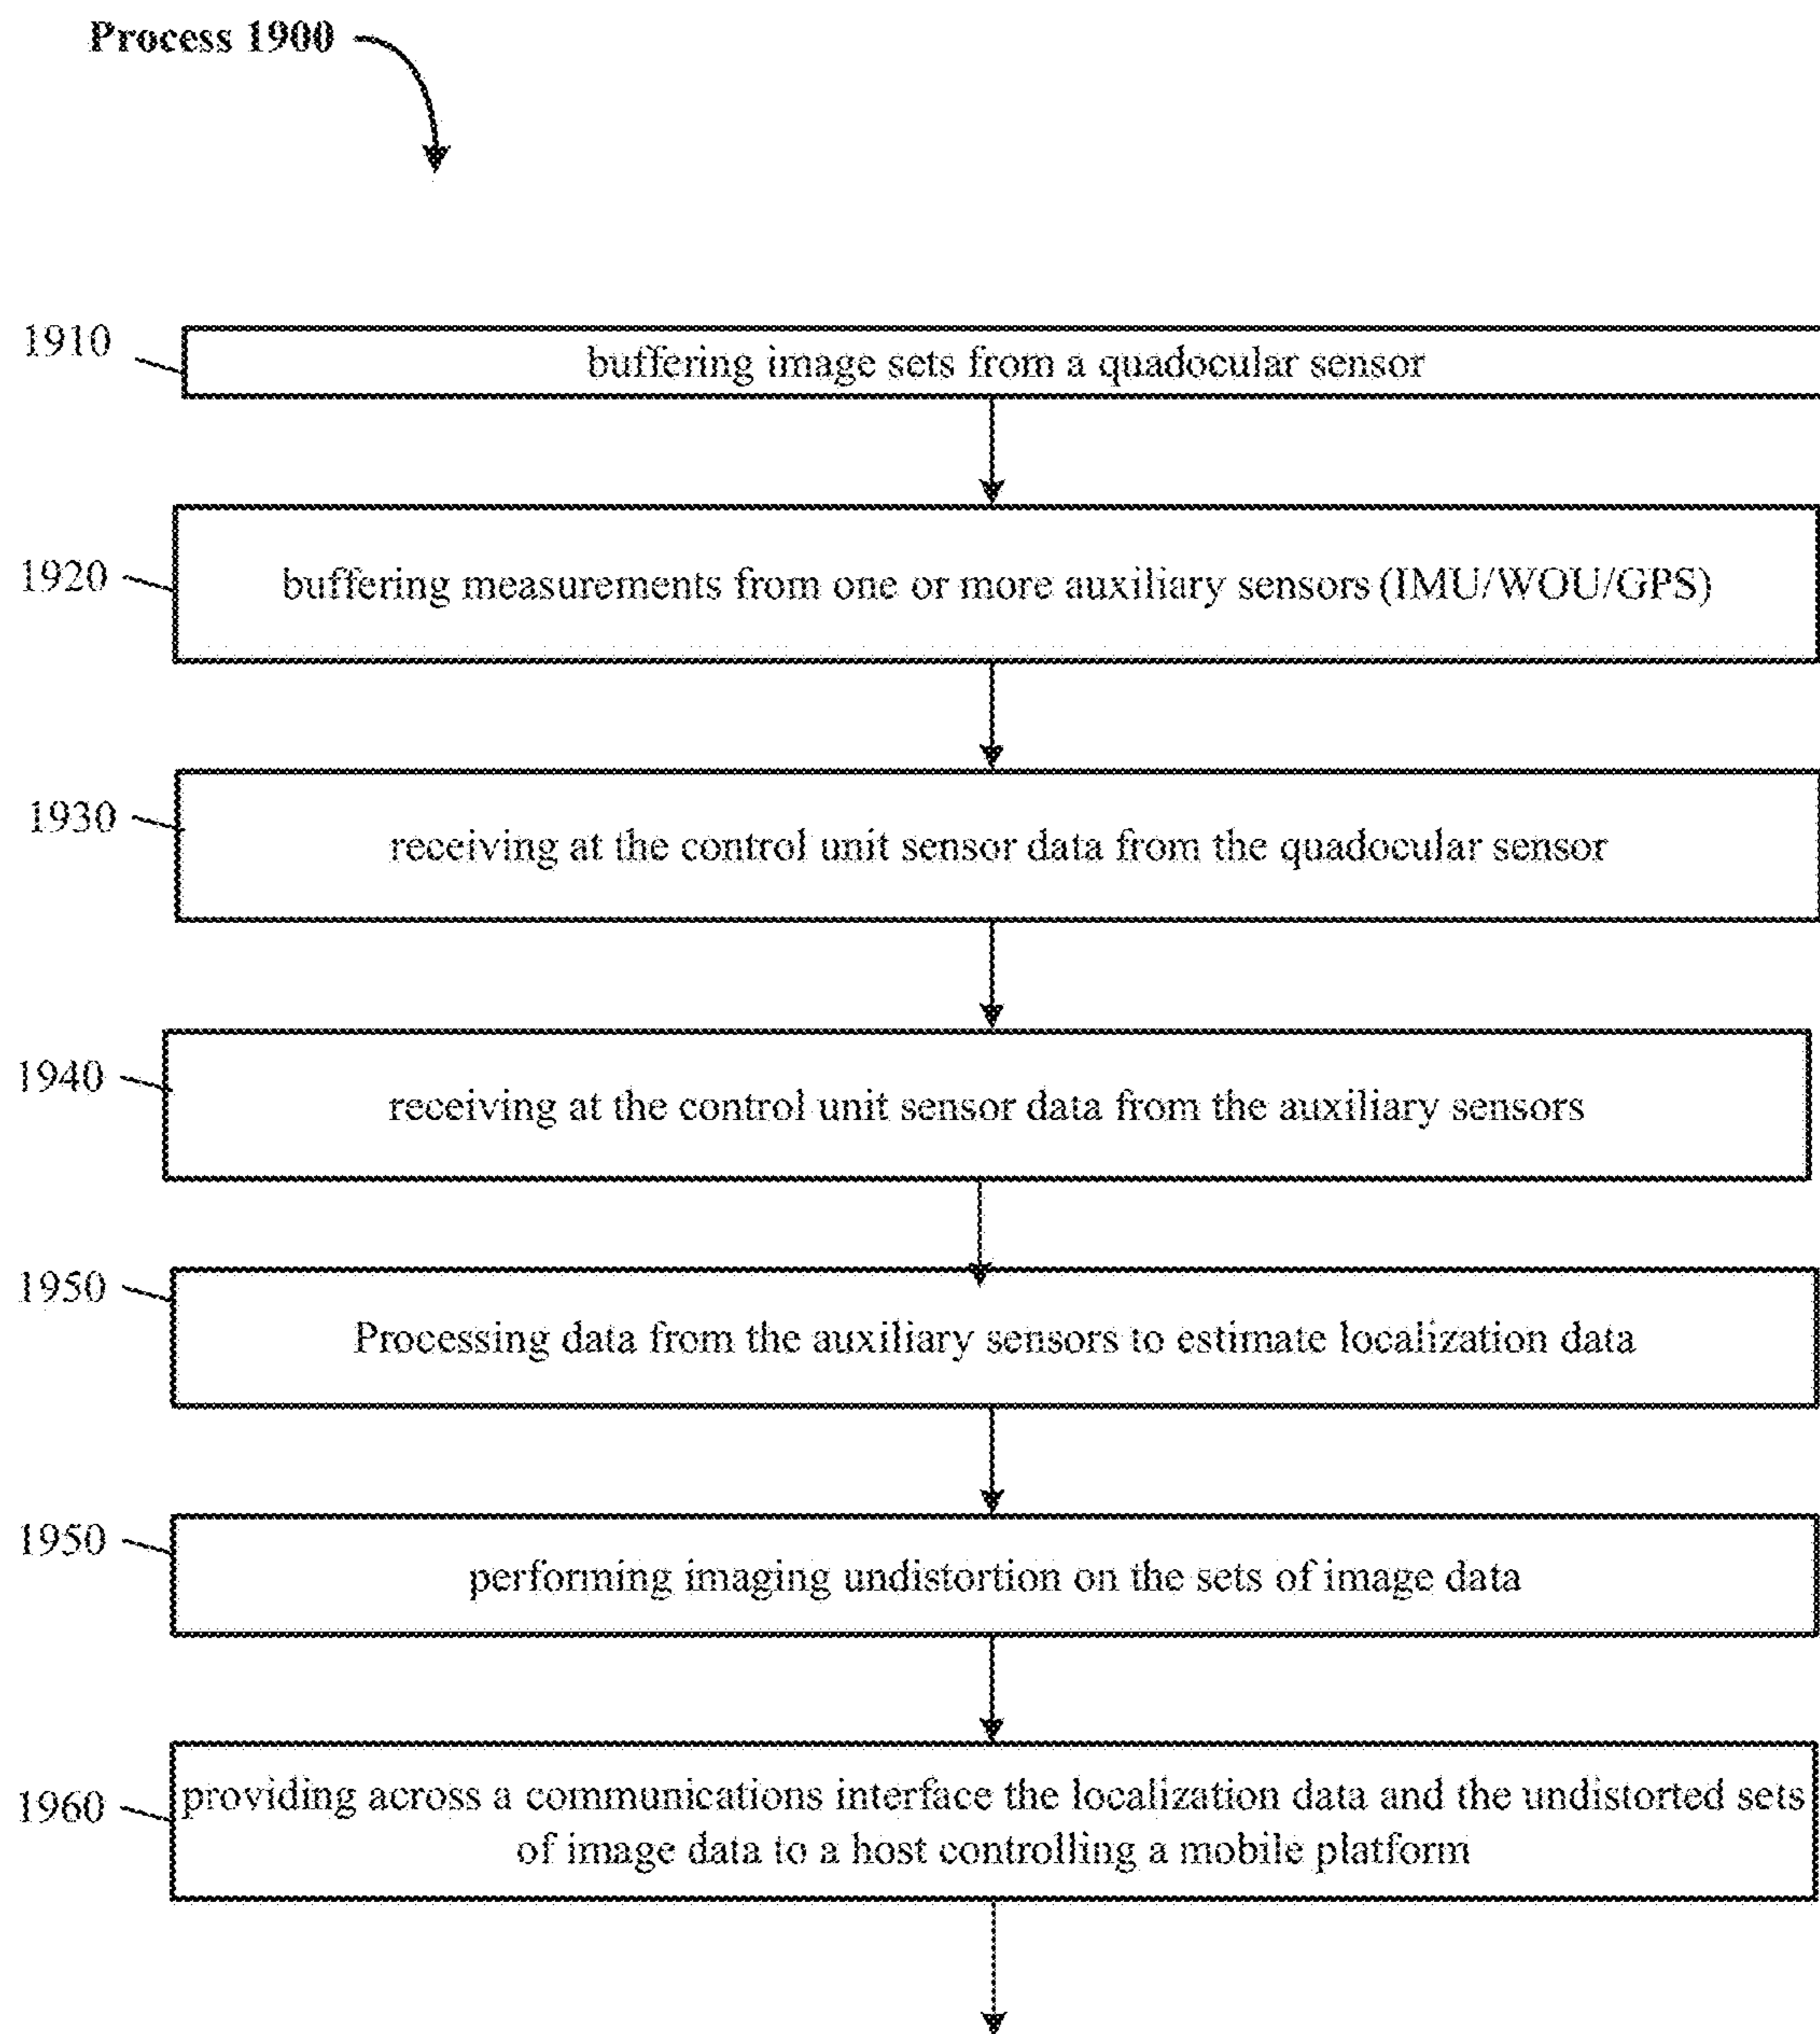 Process 1900
1910
buffering image sets from a quadocular sensor
1920
buffering measurements from one or more auxiliary sensors (IMU/WOU/GPS)
1930
receiving at the control unit sensor data from the quadocular sensor
1940
receiving at the control unit sensor data from the auxiliary sensors
1950
Processing data from the auxiliary sensors to estimate localization data
1950
performing imaging undistortion on the sets of image data
1960
providing across a communications interface the localization data and the undistorted sets
of image data to a host controlling a mobile platform